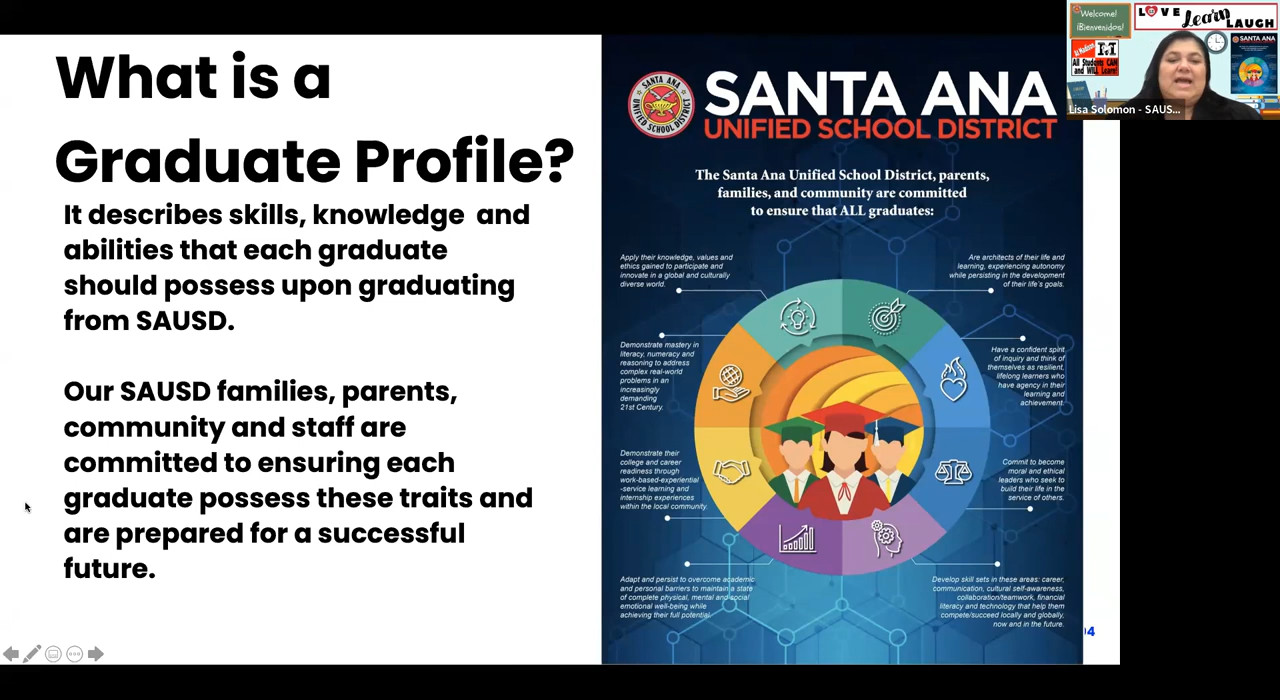 What is a
Graduate Profile?
It describes skills, knowledge and
abilities that each graduate
should possess upon graduating
from SAUSD.
Our SAUSD families, parents,
community and staff are
committed to ensuring each
graduate possess these traits and
are prepared for a successful
future.
SANTA ANA
UNIFIED SCHOOL DISTRICT
SANTA ANA
UNIFIED SCHOOL DISTRICT
The Santa Ana Unified School District, parents,
families, and community are committed
to ensure that ALL graduates:
Apply their knowledge, values and
ethics gained to participate and
innovate in a global and culturally
diverse world.
Are architects of their life and
learning, experiencing autonomy
while persisting in the development
of their life's goals.
Demonstrate mastery in
literacy, numeracy and
reasoning to address
complex real-world
problems in an
increasingly
demanding
21st Century.
Have a confident spirit
of inquiry and think of
themselves as resilient,
lifelong learners who
have agency in their
learning and
achievement.
Demonstrate their
college and career
readiness through
work-based-experiential
-service learning and
internship experiences
within the local community.
Commit to become
moral and ethical
leaders who seek to
build their life in the
service of others.
Adapt and persist to overcome academic
and personal barriers to maintain a state
of complete physical, mental and social
emotional well-being while
achieving their full potential.
Develop skill sets in these areas: career,
communication, cultural self-awareness,
collaboration/teamwork, financial
literacy and technology that help them
compete/succeed locally and globally,
now and in the future.
04
Welcome!
¡Bienvenidos!
LOVE Learn LAUGH
At Madison
All Students CAN
and WILL Learn!
SANTA ANA
Lisa Solomon - SAUS...